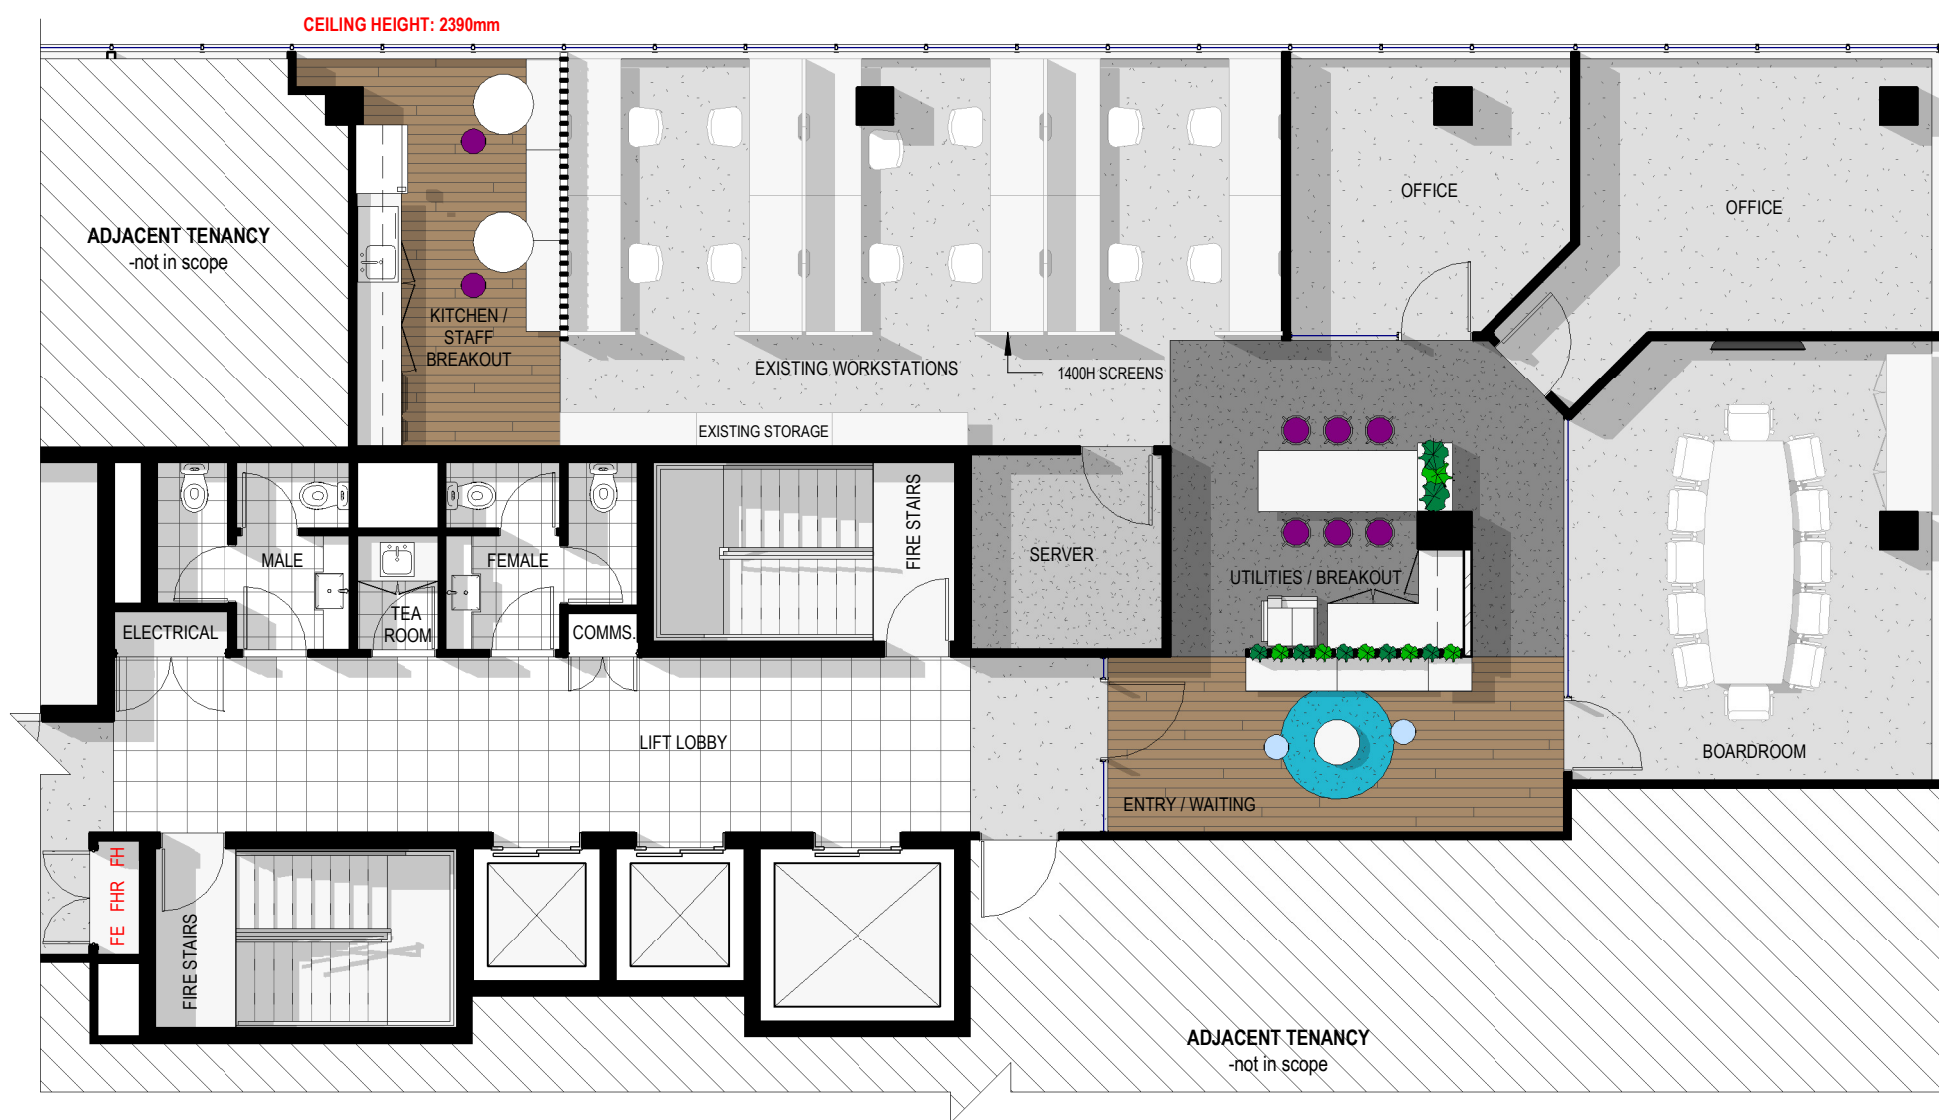 CEILING HEIGHT: 2390mm
ADJACENT TENANCY
-not in scope
KITCHEN /
STAFF
BREAKOUT
EXISTING WORKSTATIONS
1400H SCREENS
OFFICE
OFFICE
EXISTING STORAGE
MALE
FEMALE
TEA
ROOM
ELECTRICAL
COMMS.
FIRE STAIRS
SERVER
UTILITIES / BREAKOUT
LIFT LOBBY
ENTRY / WAITING
BOARDROOM
FE FHR FH
FIRE STAIRS
ADJACENT TENANCY
-not in scope